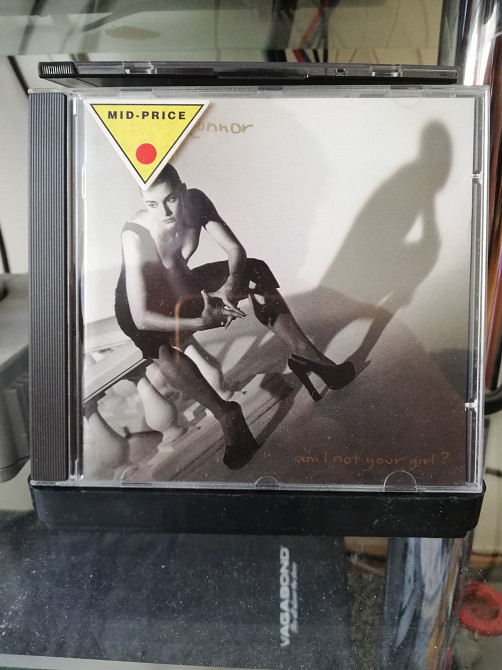 MID-PRICE
onnor
am I not your girl?
VAGABOND